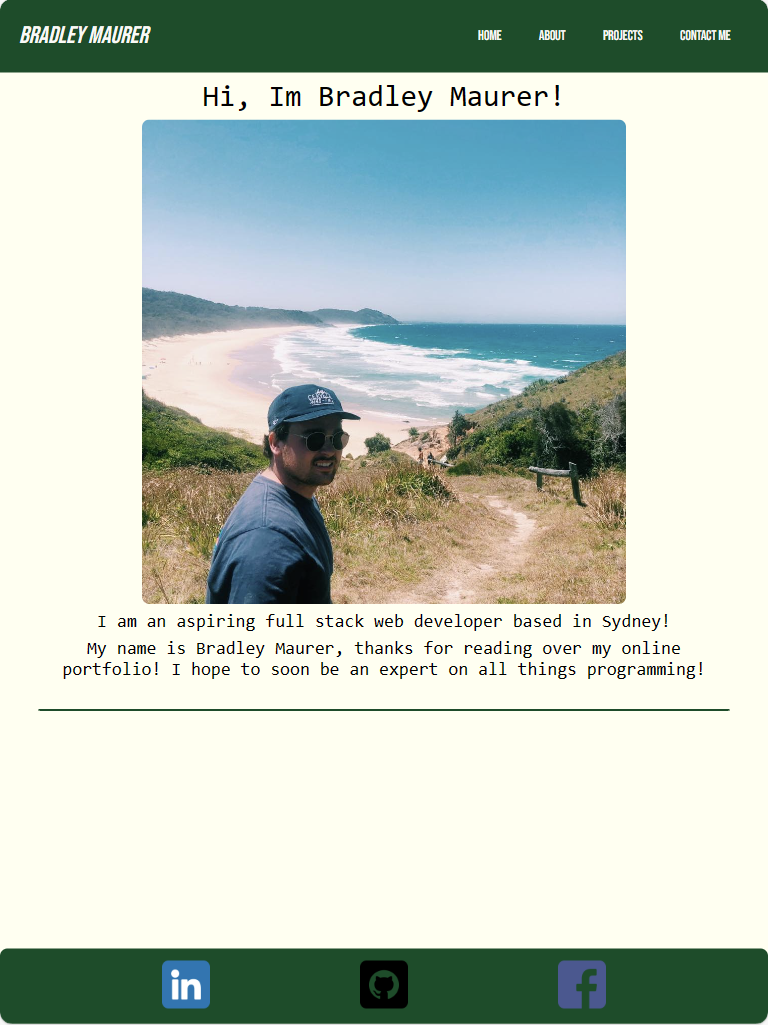 BRADLEY MAURER
HOME ABOUT PROJECTS CONTACT ME
Hi, Im Bradley Maurer!
I am an aspiring full stack web developer based in Sydney!
My name is Bradley Maurer, thanks for reading over my online
portfolio! I hope to soon be an expert on all things programming!
in